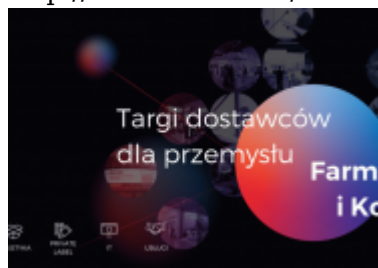 Targi dostawców
dla przemysłu
Farm
i Ko
PRIVATE
LABEL
IT
USŁUGI